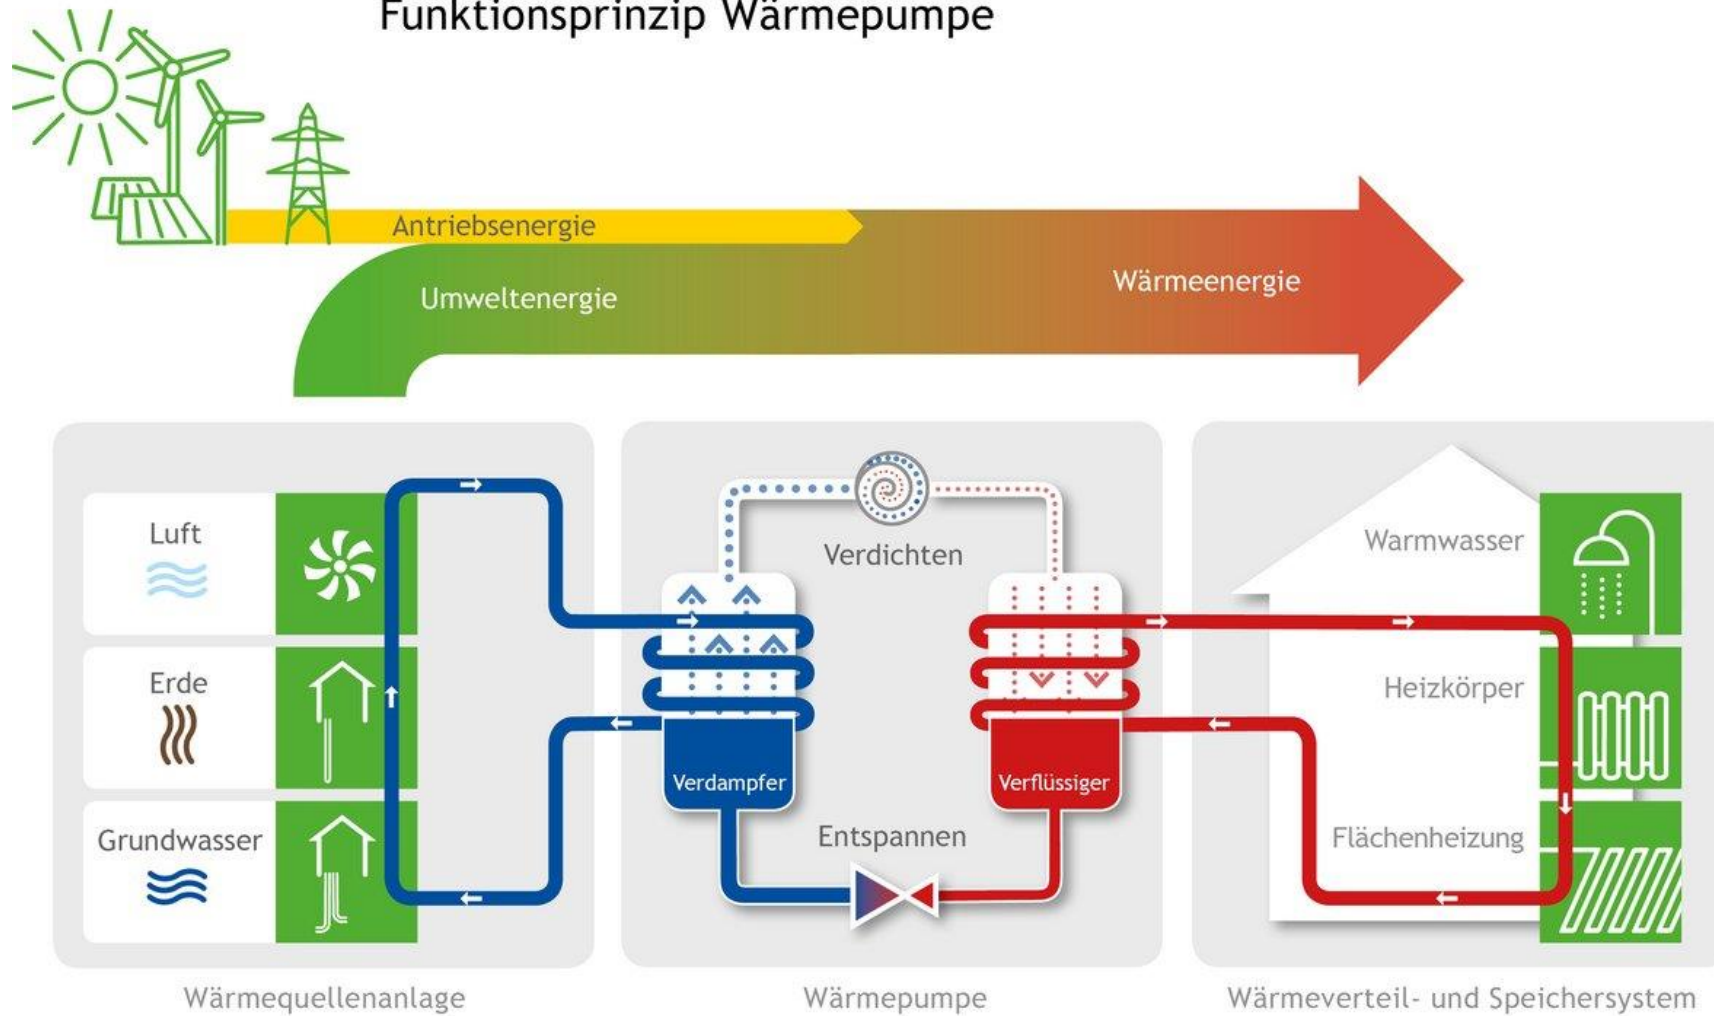 Funktionsprinzip Wärmepumpe
Antriebsenergie
Umweltenergie
Wärmeenergie
Luft
Erde
Grundwasser
Wärmequellenanlage
Verdichten
Verdampfer
Verflüssiger
Entspannen
Wärmepumpe
Warmwasser
Heizkörper
Flächenheizung
Wärmeverteil- und Speichersystem